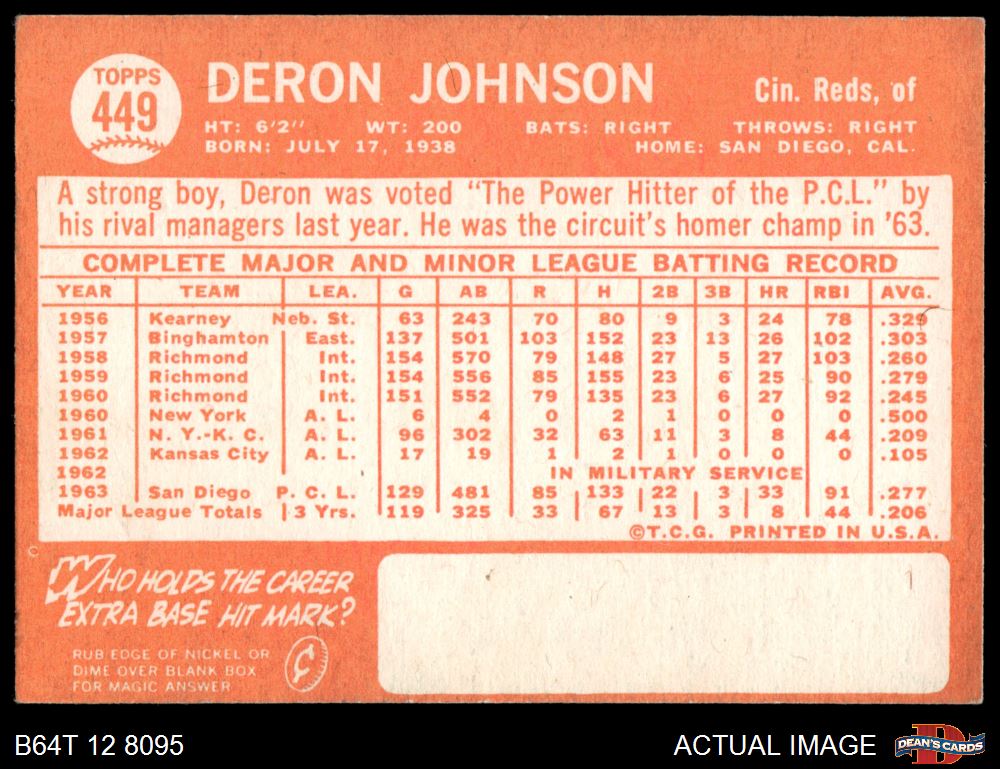 TOPPS
449
DERON JOHNSON
Cin. Reds, of
HT: 6'2" WT: 200 BATS: RIGHT THROWS: RIGHT
BORN: JULY 17, 1938 HOME: SAN DIEGO, CAL.
A strong boy, Deron was voted "The Power Hitter of the P.C.L." by
his rival managers last year. He was the circuit's homer champ in '63.
COMPLETE MAJOR AND MINOR LEAGUE BATTING RECORD
YEAR TEAM LEA. G AB R H 2B 3B HR RBI AVG.
1956 Kearney Neb. St. 63 243 70 80 9 3 24 78 .329
1957 Binghamton East. 137 501 103 152 23 13 26 102 .303
1958 Richmond Int. 154 570 79 148 27 5 27 103 .260
1959 Richmond Int. 154 556 85 155 23 6 25 90 .279
1960 Richmond Int. 151 552 79 135 23 6 27 92 .245
1960 New York A. L. 6 4 0 2 1 0 0 0 .500
1961 N. Y.-K. C. A. L. 96 302 32 63 11 3 8 44 .209
1962 Kansas City A. L. 17 19 1 2 1 0 0 0 .105
1962 IN MILITARY SERVICE
1963 San Diego P. C. L. 129 481 85 133 22 3 33 91 .277
Major League Totals 3 Yrs. 119 325 33 67 13 3 8 44 .206
©T.C.G. PRINTED IN U.S.A.
WHO HOLDS THE CAREER
EXTRA BASE HIT MARK?
RUB EDGE OF NICKEL OR
DIME OVER BLANK BOX
FOR MAGIC ANSWER
¢
B64T 12 8095
ACTUAL IMAGE
D
DEAN'S CARDS